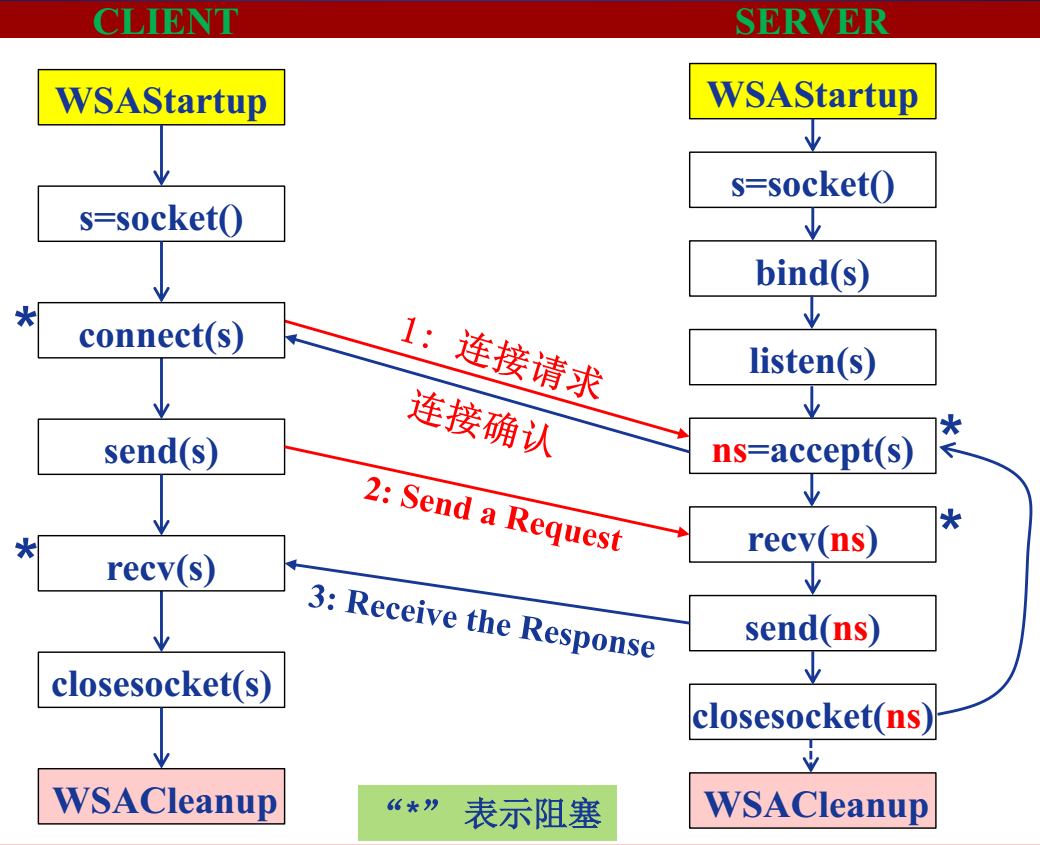 CLIENT
SERVER
WSAStartup
s=socket()
*
connect(s)
send(s)
*
recv(s)
closesocket(s)
WSACleanup
1：连接请求
连接确认
2: Send a Request
3: Receive the Response
WSAStartup
s=socket()
bind(s)
listen(s)
ns=accept(s)
*
recv(ns)
*
send(ns)
closesocket(ns)
WSACleanup
“*” 表示阻塞